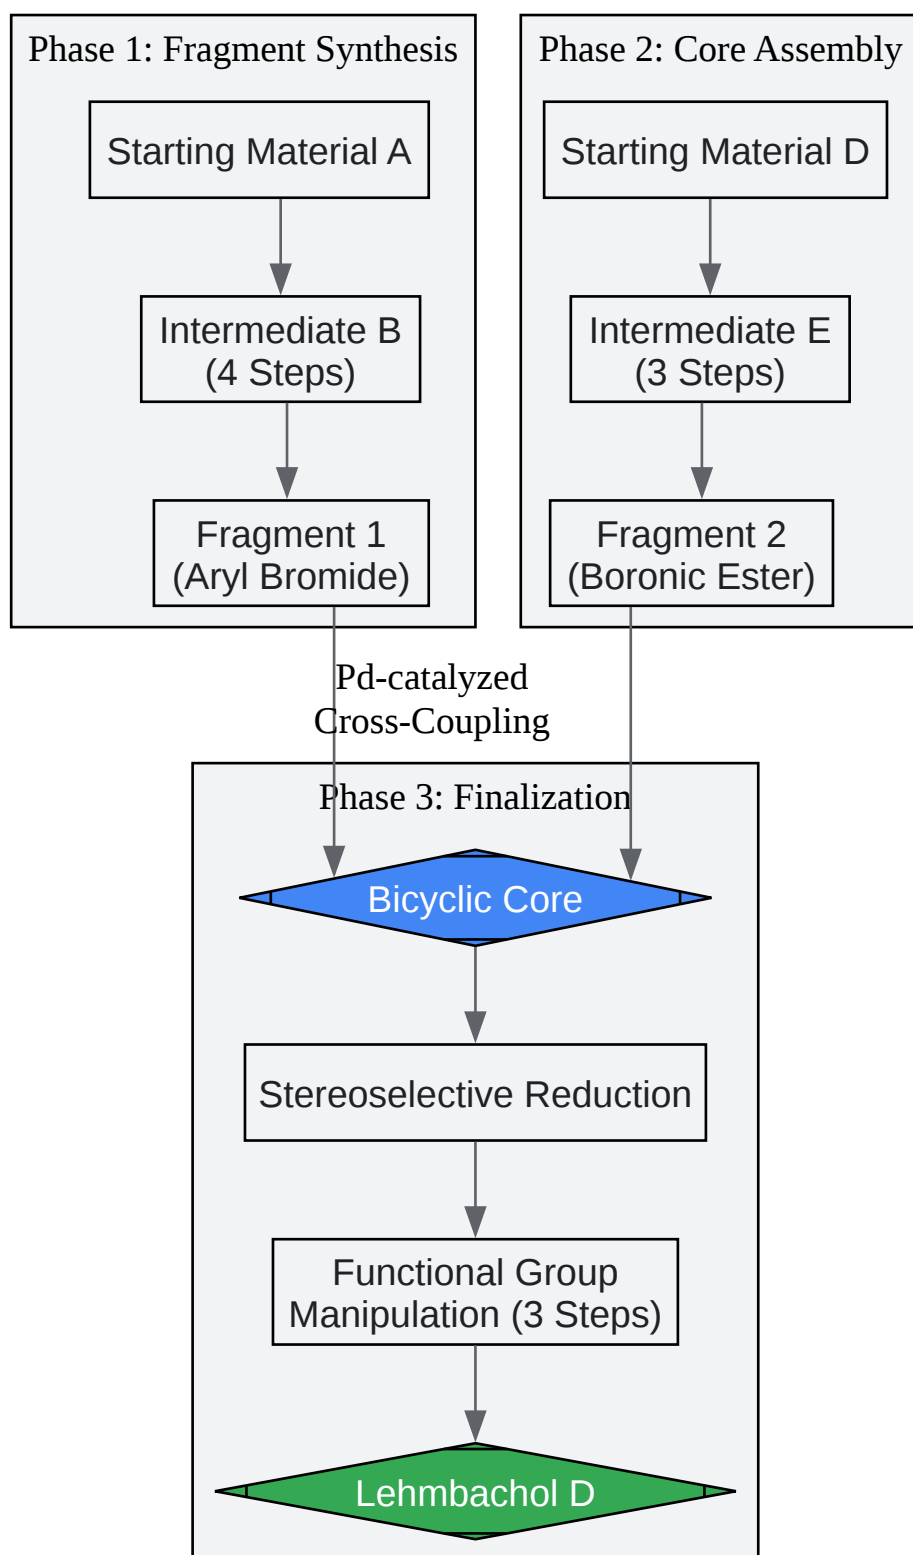 Phase 1: Fragment Synthesis
Starting Material A
Intermediate B
(4 Steps)
Fragment 1
(Aryl Bromide)
Phase 2: Core Assembly
Starting Material D
Intermediate E
(3 Steps)
Fragment 2
(Boronic Ester)
Pd-catalyzed
Cross-Coupling
Phase 3: Finalization
Bicyclic Core
Stereoselective Reduction
Functional Group
Manipulation (3 Steps)
Lehmbachol D